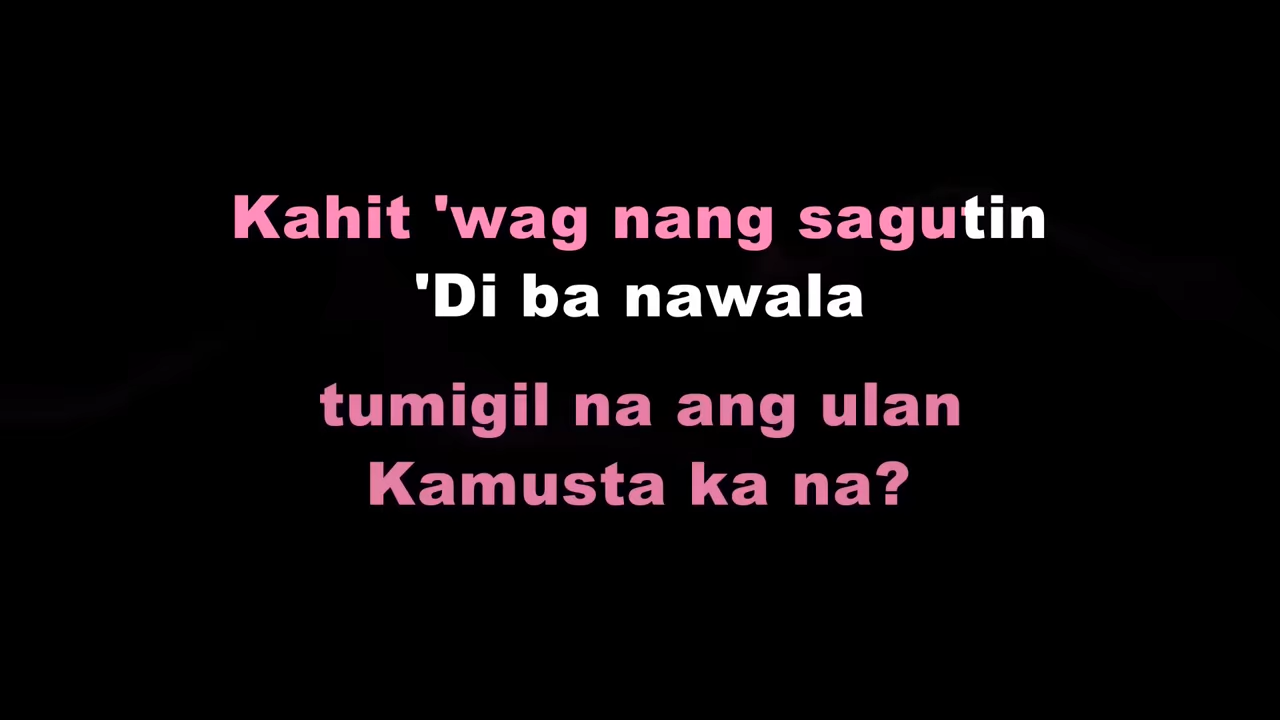 Kahit 'wag nang sagutin
'Di ba nawala
tumigil na ang ulan
Kamusta ka na?